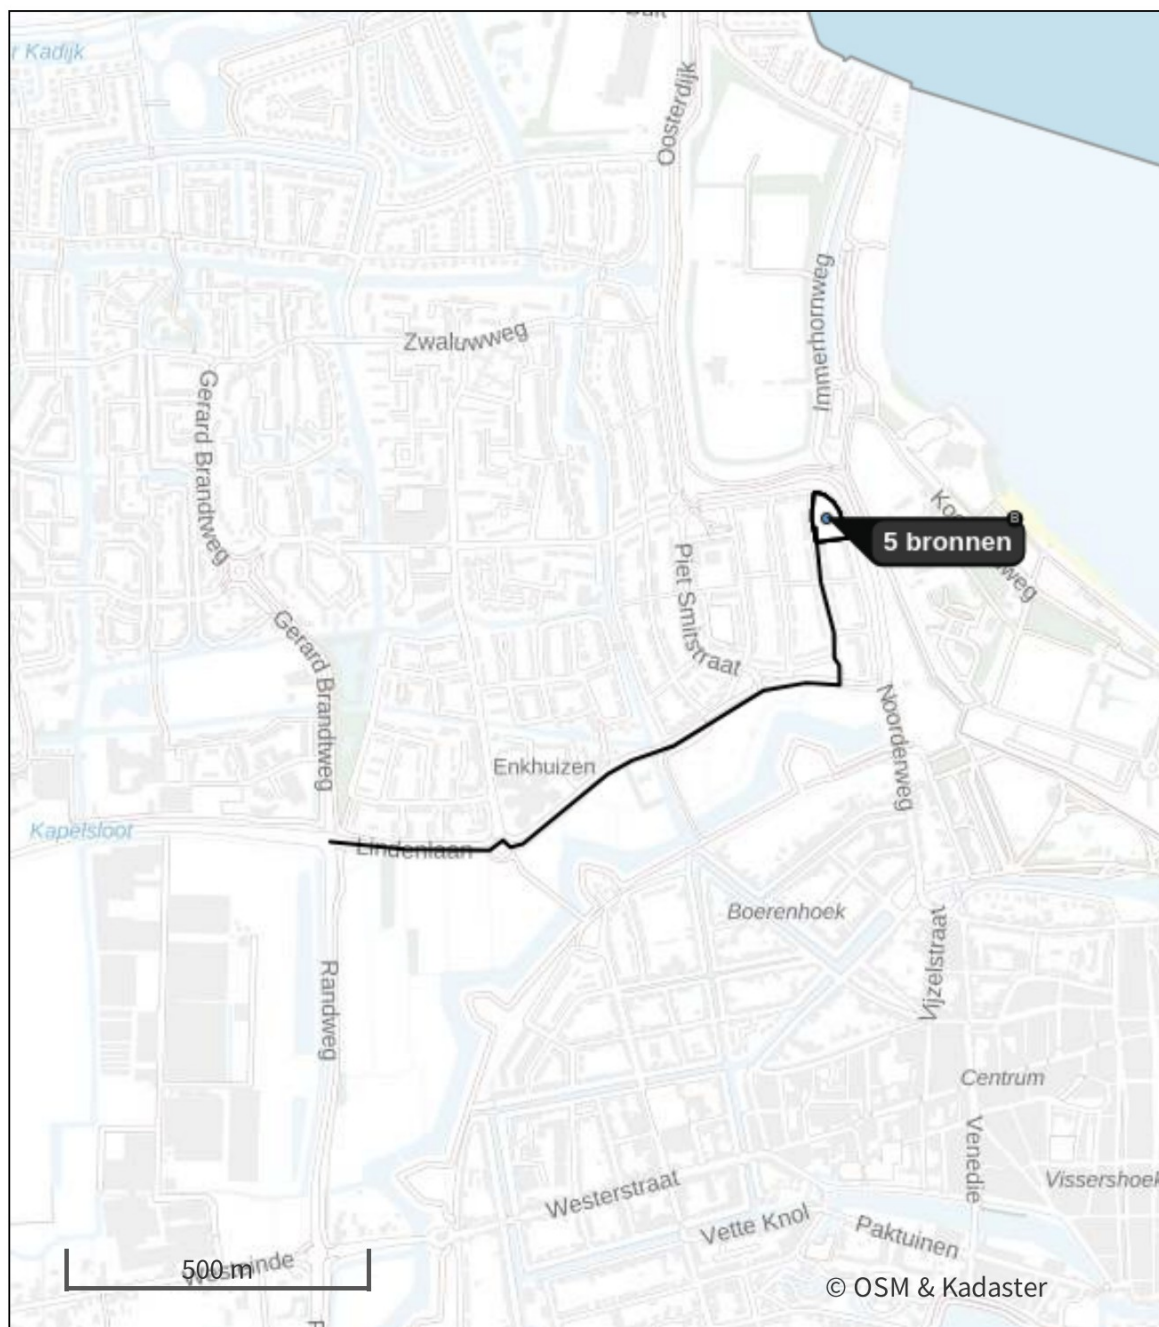 r Kadijk
Oosterdijk
Immerhornweg
Zwaluwweg
Gerard Brandtweg
5 bronnen
B
Piet Smitstraat
Gerard Brandtweg
Noorderweg
Enkhuizen
Kapelsloot
Lindenlaan
Boerenhoek
Vijzelstraat
Randweg
Centrum
Venedie
Vissershoek
Westerstraat
Vette Knol
Paktuinen
Westeinde
500 m
© OSM & Kadaster